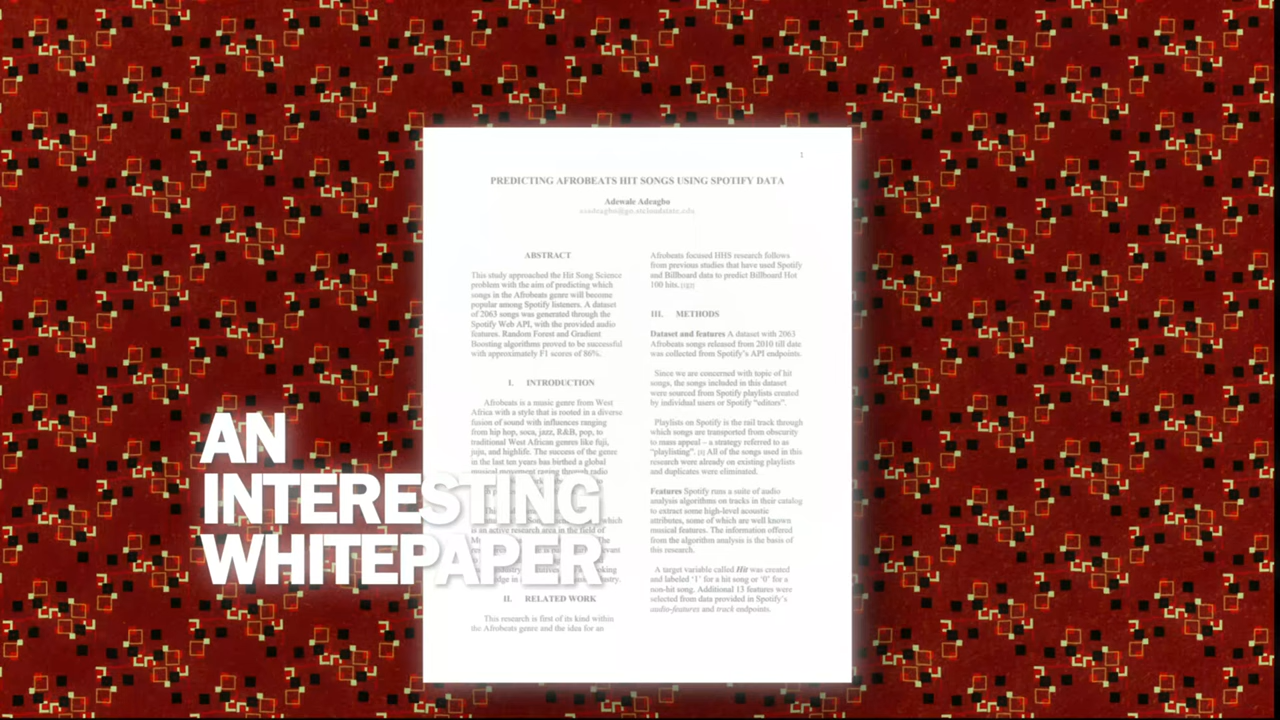 1
PREDICTING AFROBEATS HIT SONGS USING SPOTIFY DATA
Adewale Adeagbo
ABSTRACT
This study approached the Hit Song Science
problem with the aim of predicting which
songs in the Afrobeats genre will become
popular among Spotify listeners. A dataset
of 2063 songs was generated through the
Spotify Web API, with the provided audio
features. Random Forest and Gradient
Boosting algorithms proved to be successful
with approximately F1 scores of 86%.
I. INTRODUCTION
Afrobeats is a music genre from West
Africa with a style that is rooted in a diverse
fusion of sound with influences ranging
from hip hop, soca, jazz, R&B, pop, to
traditional West African genres like fuji,
juju, and highlife. The success of the genre
in the last ten years has birthed a global
musical movement raging through radio
which
is an active research area in the field of
The
II. RELATED WORK
This research is first of its kind within
the Afrobeats genre and the idea for an
Afrobeats focused HHS research follows
from previous studies that have used Spotify
and Billboard data to predict Billboard Hot
100 hits.
III. METHODS
Dataset and features A dataset with 2063
Afrobeats songs released from 2010 till date
was collected from Spotify's API endpoints.
Since we are concerned with topic of hit
songs, the songs included in this dataset
were sourced from Spotify playlists created
by individual users or Spotify "editors".
Playlists on Spotify is the rail track through
which songs are transported from obscurity
to mass appeal – a strategy referred to as
"playlisting". All of the songs used in this
research were already on existing playlists
and duplicates were eliminated.
Features Spotify runs a suite of audio
analysis algorithms on tracks in their catalog
to extract some high-level acoustic
attributes, some of which are well known
musical features. The information offered
from the algorithm analysis is the basis of
this research.
A target variable called Hit was created
and labeled '1' for a hit song or '0' for a
non-hit song. Additional 13 features were
selected from data provided in Spotify's
audio-features and track endpoints.
AN
INTERESTING
WHITEPAPER